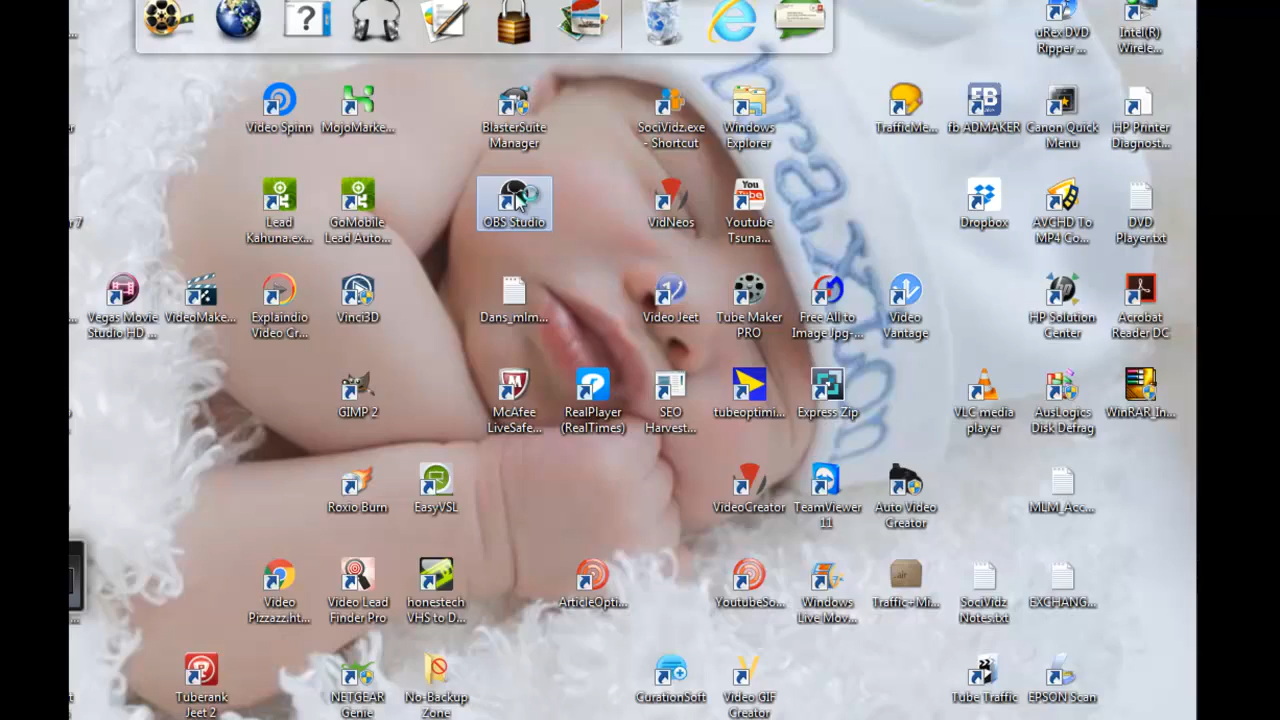 uRex DVD
Ripper ...
Intel(R)
Wirele...
Video Spinn
MojoMarke...
BlasterSuite
Manager
SociVidz.exe
- Shortcut
Windows
Explorer
TrafficMe...
fb ADMAKER
Canon Quick
Menu
HP Printer
Diagnost...
Lead
Kahuna.ex...
GoMobile
Lead Auto...
OBS Studio
VidNeos
Youtube
Tsuna...
Dropbox
AVCHD To
MP4 Co...
DVD
Player.txt
Vegas Movie
Studio HD ...
VideoMake...
Explaindio
Video Cr...
Vinci3D
Dans_mlm...
Video Jeet
Tube Maker
PRO
Free All to
Image Jpg-...
Video
Vantage
HP Solution
Center
Acrobat
Reader DC
GIMP 2
McAfee
LiveSafe...
RealPlayer
(RealTimes)
SEO
Harvest...
tubeoptimi...
Express Zip
VLC media
player
AusLogics
Disk Defrag
WinRAR_In...
Roxio Burn
EasyVSL
VideoCreator
TeamViewer
11
Auto Video
Creator
MLM_Acc...
Video
Pizzazz.ht...
Video Lead
Finder Pro
honestech
VHS to D...
ArticleOpti...
YoutubeSo...
Windows
Live Mov...
Traffic+Mi...
SociVidz
Notes.txt
EXCHANG...
Tuberank
Jeet 2
NETGEAR
Genie
No-Backup
Zone
CurationSoft
Video GIF
Creator
Tube Traffic
EPSON Scan
braxton